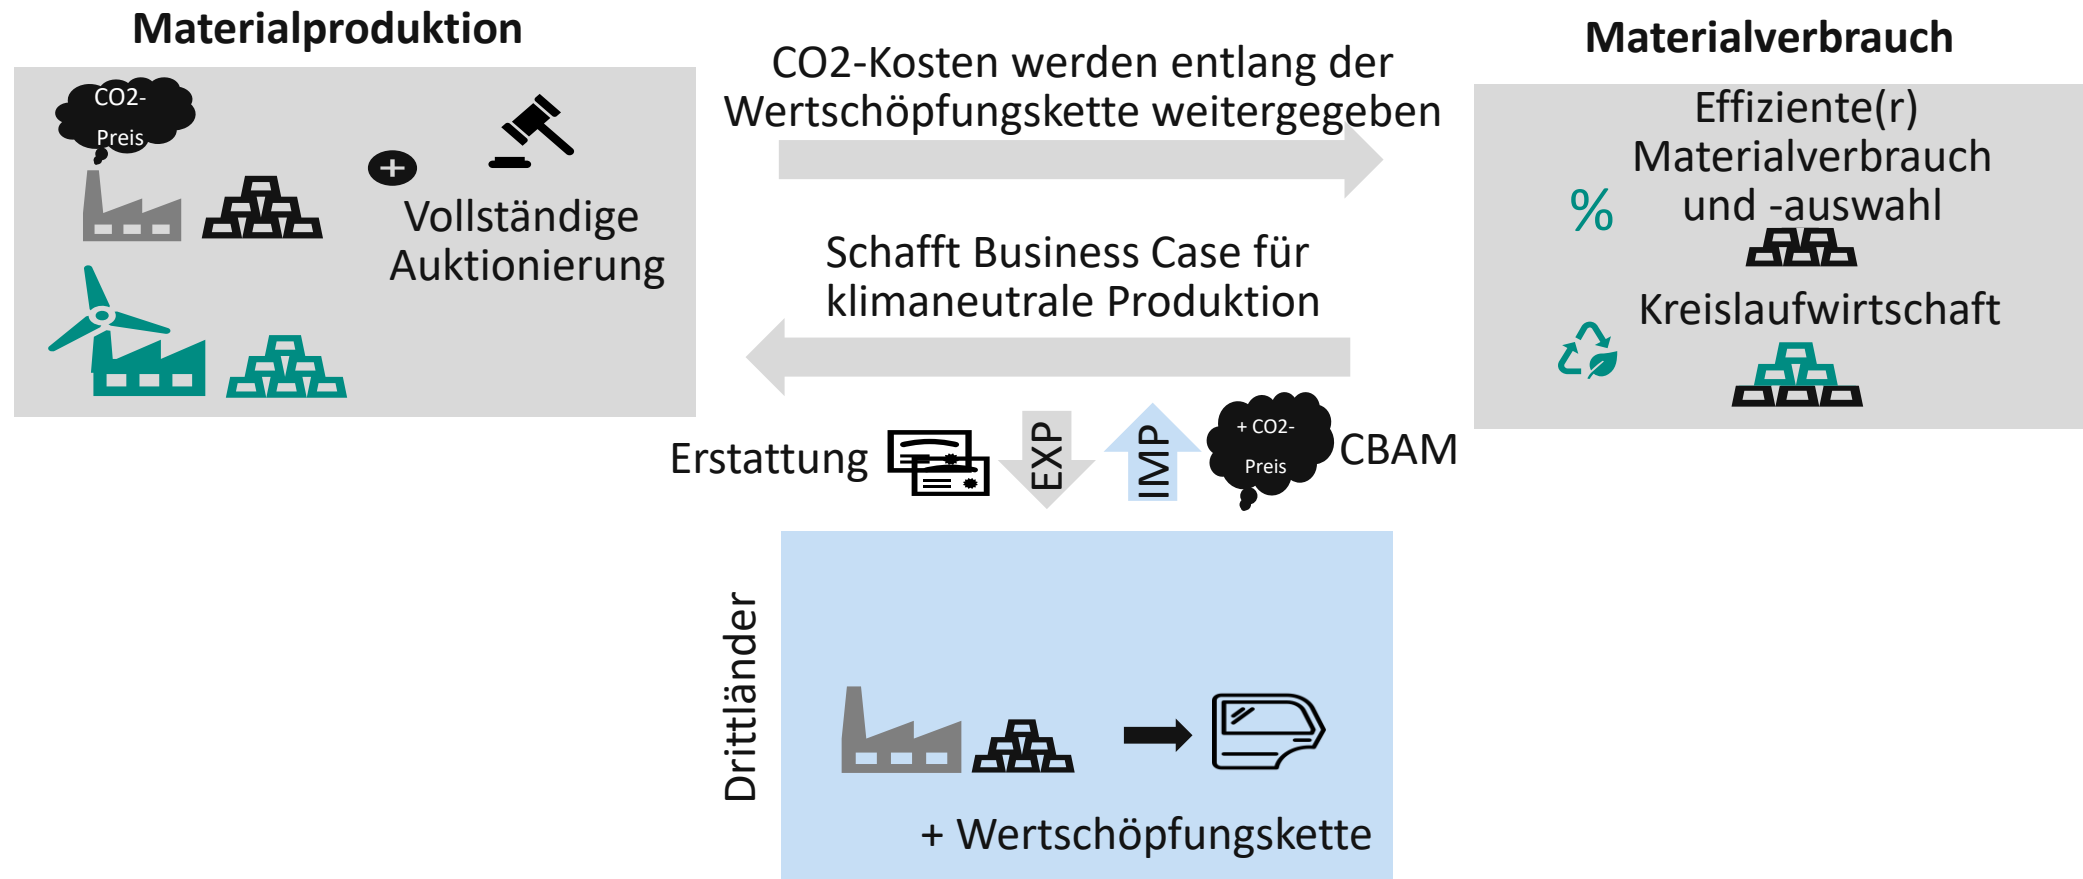 Materialproduktion
CO2-
Preis
+
Vollständige
Auktionierung
CO2-Kosten werden entlang der
Wertschöpfungskette weitergegeben
Schafft Business Case für
klimaneutrale Produktion
Materialverbrauch
Effiziente(r)
Materialverbrauch
und -auswahl
%
Kreislaufwirtschaft
Erstattung
EXP
IMP
+ CO2-
Preis
CBAM
Drittländer
+ Wertschöpfungskette